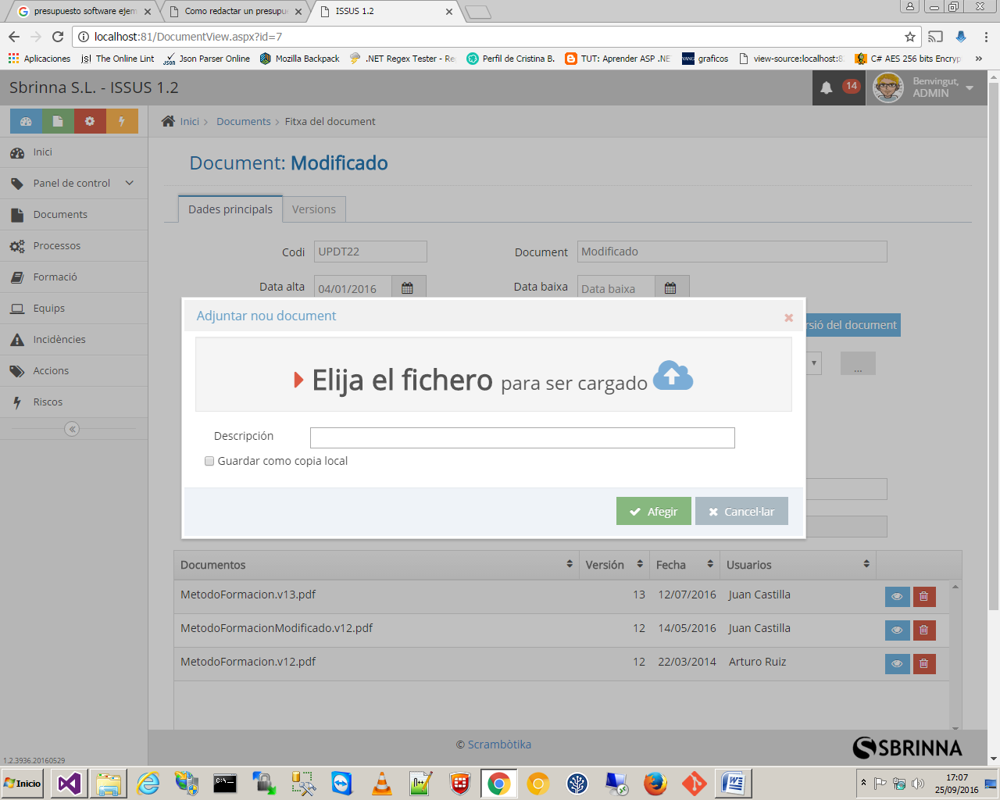 presupuesto software ejem
Como redactar un presupu
ISSUS 1.2
localhost:81/DocumentView.aspx?id=7
Aplicaciones
js| The Online Lint
Json Parser Online
Mozilla Backpack
.NET Regex Tester - Re
Perfil de Cristina B.
TUT: Aprender ASP .NE
graficos
view-source:localhost:8
C# AES 256 bits Encryp
»
Sbrinna S.L. - ISSUS 1.2
14
Benvingut,
ADMIN
Inici
Documents
Fitxa del document
Inici
Panel de control
Documents
Processos
Formació
Equips
Incidències
Accions
Riscos
Document: Modificado
Dades principals
Versions
Codi
UPDT22
Document
Modificado
Data alta
04/01/2016
Data baixa
Data baixa
rsió del document
...
Adjuntar nou document
Elija el fichero para ser cargado
Descripción
Guardar como copia local
Afegir
Cancel·lar
Documentos
Versión
Fecha
Usuarios
MetodoFormacion.v13.pdf
13
12/07/2016
Juan Castilla
MetodoFormacionModificado.v12.pdf
12
14/05/2016
Juan Castilla
MetodoFormacion.v12.pdf
12
22/03/2014
Arturo Ruiz
© Scrambòtika
SBRINNA
1.2.3936.20160529
Inicio
17:07
25/09/2016